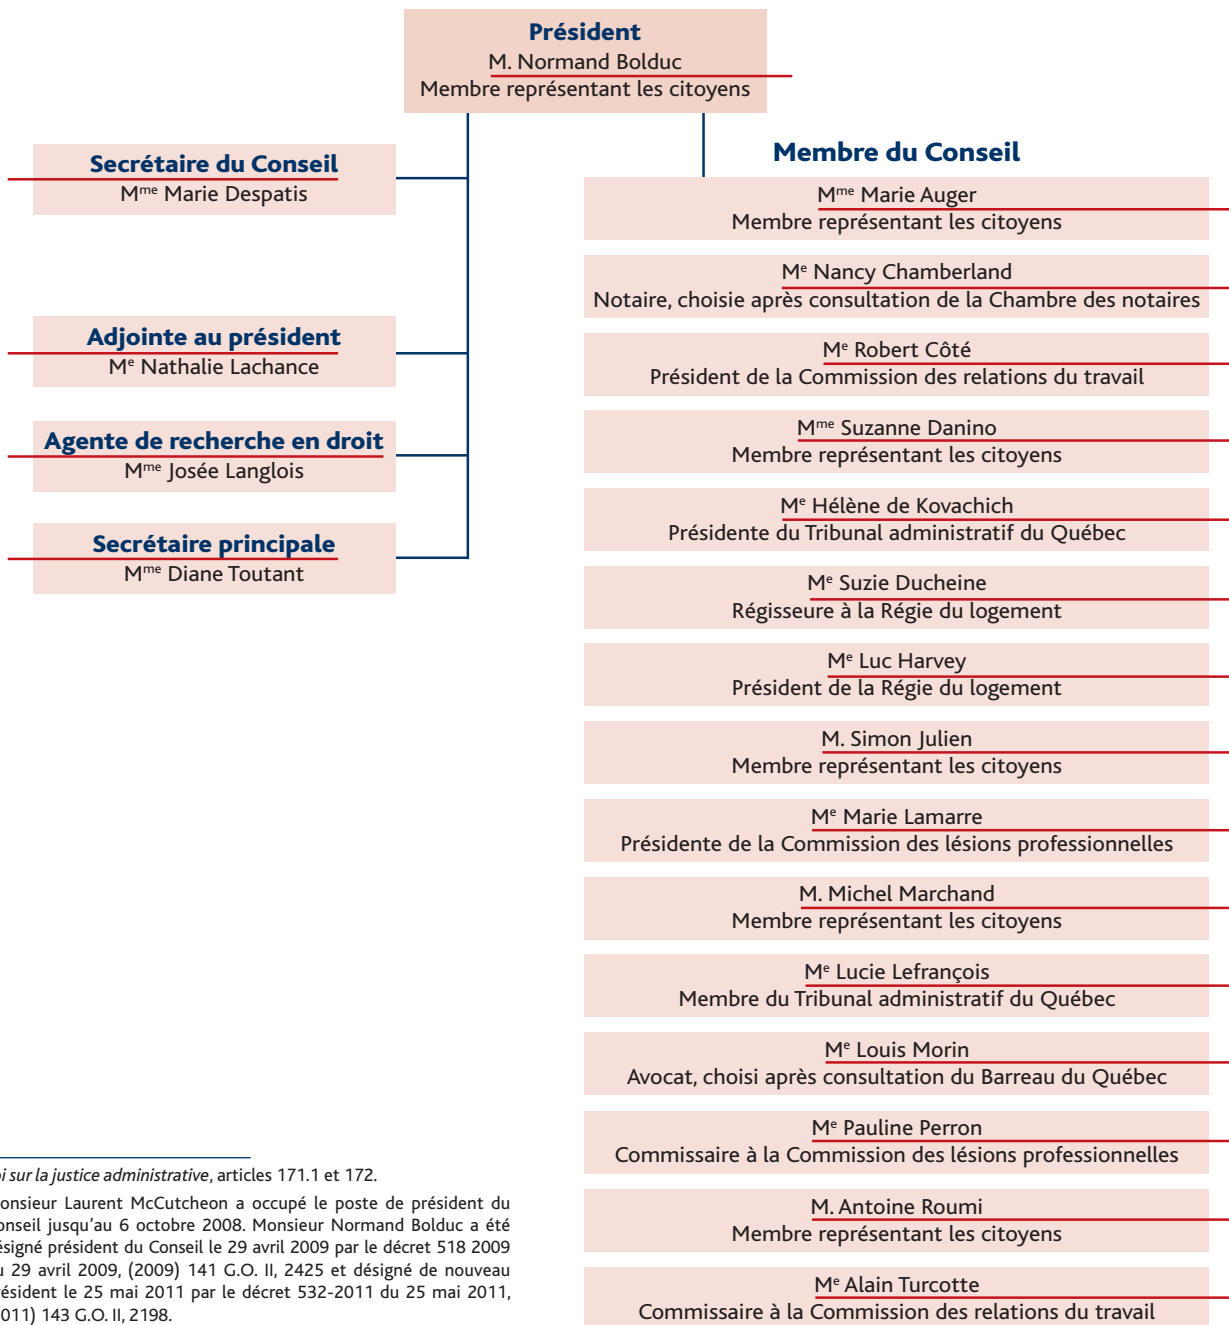 Président
M. Normand Bolduc
Membre représentant les citoyens
Secrétaire du Conseil
Mme Marie Despatis
Adjointe au président
Me Nathalie Lachance
Agente de recherche en droit
Mme Josée Langlois
Secrétaire principale
Mme Diane Toutant
Membre du Conseil
Mme Marie Auger
Membre représentant les citoyens
Me Nancy Chamberland
Notaire, choisie après consultation de la Chambre des notaires
Me Robert Côté
Président de la Commission des relations du travail
Mme Suzanne Danino
Membre représentant les citoyens
Me Hélène de Kovachich
Présidente du Tribunal administratif du Québec
Me Suzie Ducheine
Régisseure à la Régie du logement
Me Luc Harvey
Président de la Régie du logement
M. Simon Julien
Membre représentant les citoyens
Me Marie Lamarre
Présidente de la Commission des lésions professionnelles
M. Michel Marchand
Membre représentant les citoyens
Me Lucie Lefrançois
Membre du Tribunal administratif du Québec
Me Louis Morin
Avocat, choisi après consultation du Barreau du Québec
Me Pauline Perron
Commissaire à la Commission des lésions professionnelles
M. Antoine Roumi
Membre représentant les citoyens
Me Alain Turcotte
Commissaire à la Commission des relations du travail
oi sur la justice administrative, articles 171.1 et 172.
onsieur Laurent McCutcheon a occupé le poste de président du
onseil jusqu'au 6 octobre 2008. Monsieur Normand Bolduc a été
ésigné président du Conseil le 29 avril 2009 par le décret 518 2009
u 29 avril 2009, (2009) 141 G.O. II, 2425 et désigné de nouveau
résident le 25 mai 2011 par le décret 532-2011 du 25 mai 2011,
011) 143 G.O. II, 2198.